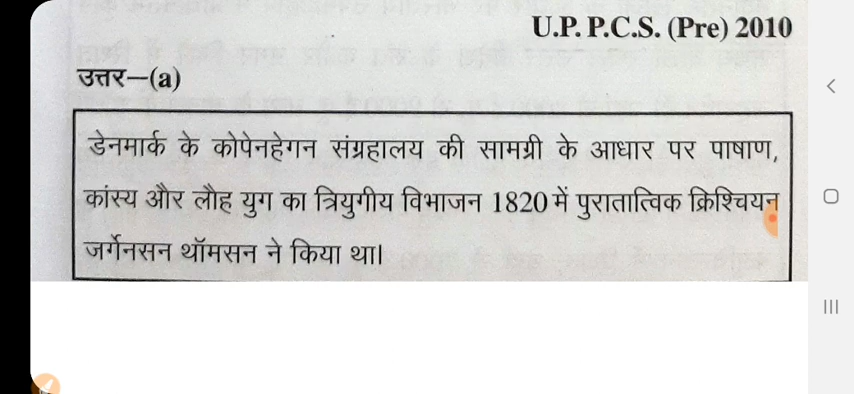 U.P. P.C.S. (Pre) 2010
उत्तर–(a)
डेनमार्क के कोपेनहेगन संग्रहालय की सामग्री के आधार पर पाषाण,
कांस्य और लौह युग का त्रियुगीय विभाजन 1820 में पुरातात्विक क्रिश्चियन
जर्गेनसन थॉमसन ने किया था।